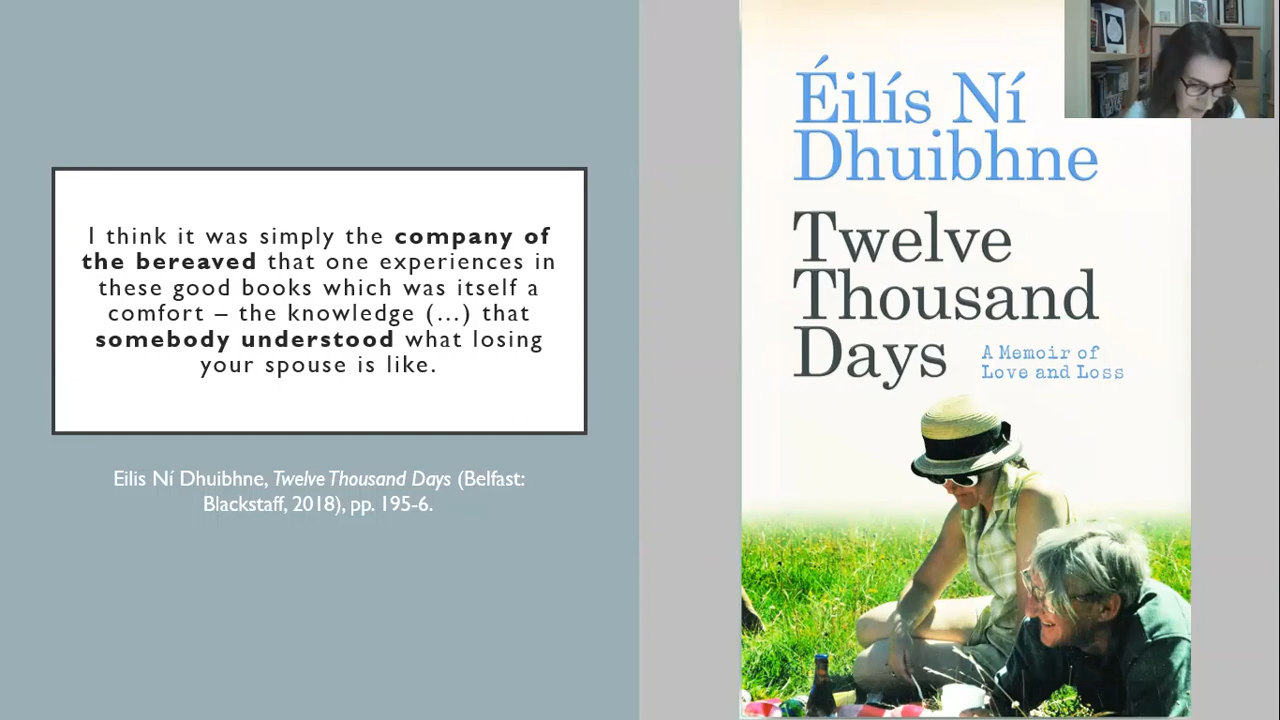 I think it was simply the company of
the bereaved that one experiences in
these good books which was itself a
comfort – the knowledge (...) that
somebody understood what losing
your spouse is like.
Eilis Ní Dhuibhne, Twelve Thousand Days (Belfast:
Blackstaff, 2018), pp. 195-6.
Éilís Ní
Dhuibhne
Twelve
Thousand
Days
A Memoir of
Love and Loss